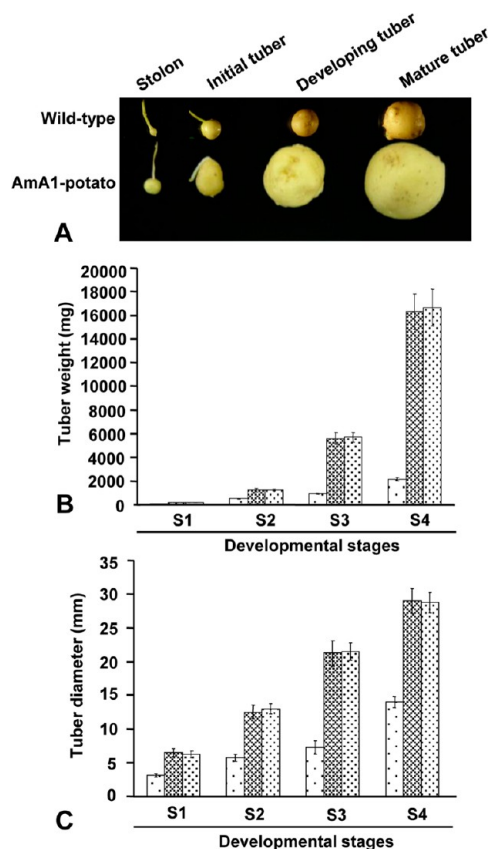 Stolon
Initial tuber
Developing tuber
Mature tuber
Wild-type
AmA1-potato
A
20000
18000
16000
14000
12000
10000
8000
6000
4000
2000
0
Tuber weight (mg)
B
S1 S2 S3 S4
Developmental stages
35
30
25
20
15
10
5
0
Tuber diameter (mm)
C
S1 S2 S3 S4
Developmental stages